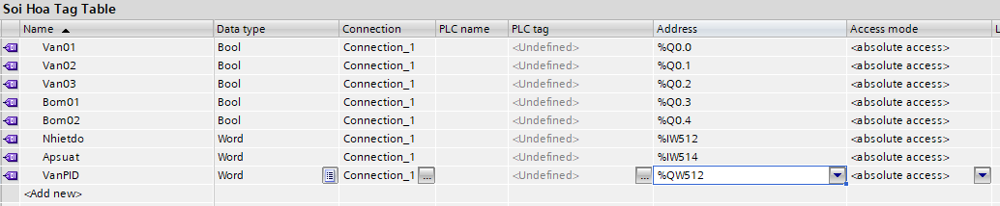 Soi Hoa Tag Table
Name Data type Connection PLC name PLC tag Address Access mode L
Van01 Bool Connection_1 <Undefined> %Q0.0 <absolute access>
Van02 Bool Connection_1 <Undefined> %Q0.1 <absolute access>
Van03 Bool Connection_1 <Undefined> %Q0.2 <absolute access>
Bom01 Bool Connection_1 <Undefined> %Q0.3 <absolute access>
Bom02 Bool Connection_1 <Undefined> %Q0.4 <absolute access>
Nhietdo Word Connection_1 <Undefined> %IW512 <absolute access>
Apsuat Word Connection_1 <Undefined> %IW514 <absolute access>
VanPID Word Connection_1 ... <Undefined> ... %QW512 <absolute access>
<Add new>